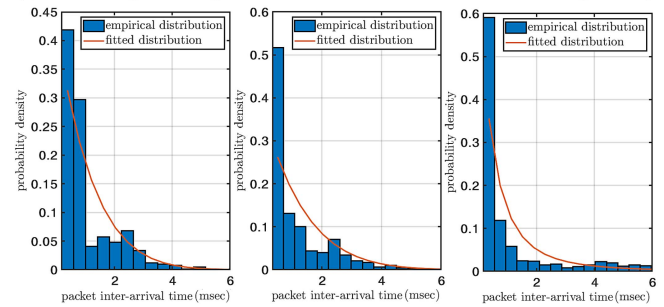 0.45
0.4
0.35
0.3
0.25
0.2
0.15
0.1
0.05
0
2
4
6
probability density
packet inter-arrival time (msec)
empirical distribution
fitted distribution
0.6
0.5
0.4
0.3
0.2
0.1
0
2
4
6
probability density
packet inter-arrival time (msec)
empirical distribution
fitted distribution
0.6
0.5
0.4
0.3
0.2
0.1
0
2
4
6
probability density
packet inter-arrival time (msec)
empirical distribution
fitted distribution